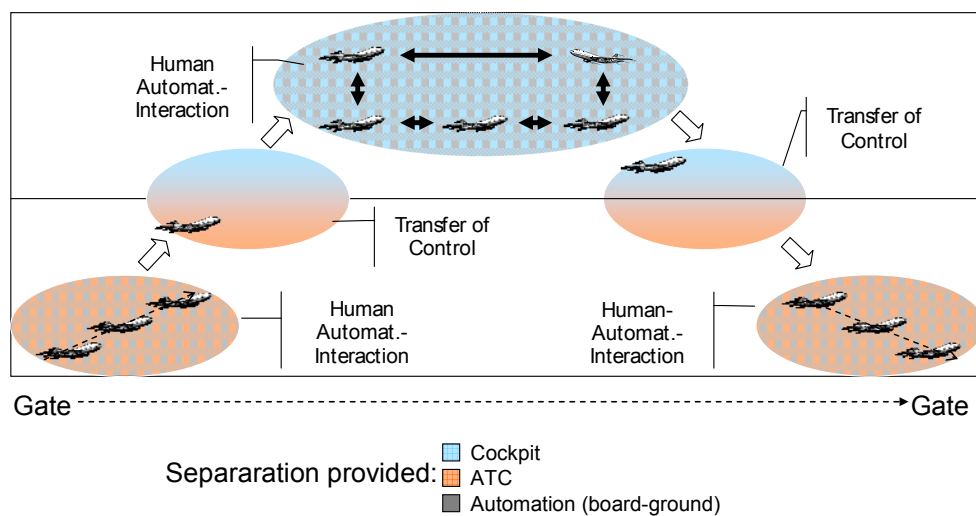 Human
Automat.-
Interaction
Transfer of
Control
Transfer of
Control
Human
Automat.-
Interaction
Human-
Automat.-
Interaction
Gate
Gate
Separaration provided:
Cockpit
ATC
Automation (board-ground)